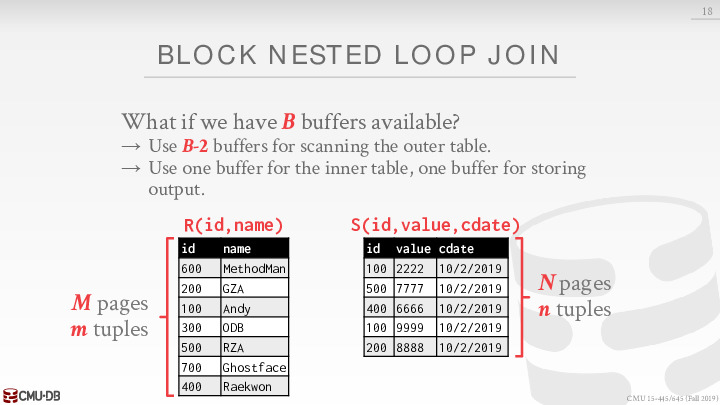 18
BLOCK NESTED LOOP JOIN
What if we have B buffers available?
→ Use B-2 buffers for scanning the outer table.
→ Use one buffer for the inner table, one buffer for storing
output.
R(id,name)
id name
600 MethodMan
200 GZA
100 Andy
300 ODB
500 RZA
700 Ghostface
400 Raekwon
M pages
m tuples
S(id,value,cdate)
id value cdate
100 2222 10/2/2019
500 7777 10/2/2019
400 6666 10/2/2019
100 9999 10/2/2019
200 8888 10/2/2019
N pages
n tuples
CMU·DB
CMU 15-445/645 (Fall 2019)